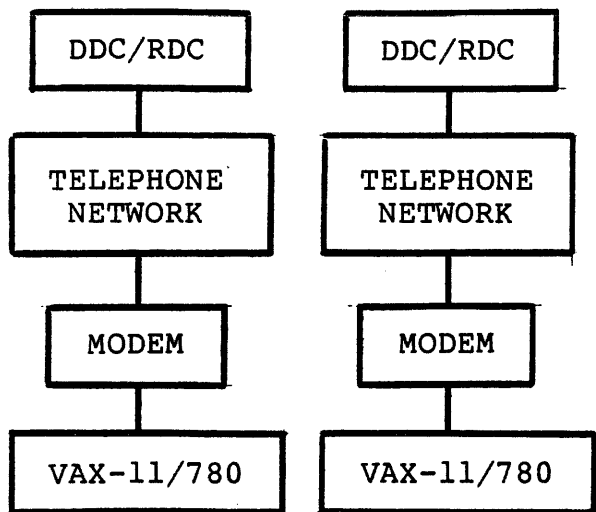 DDC/RDC
TELEPHONE
NETWORK
MODEM
VAX-11/780
DDC/RDC
TELEPHONE
NETWORK
MODEM
VAX-11/780